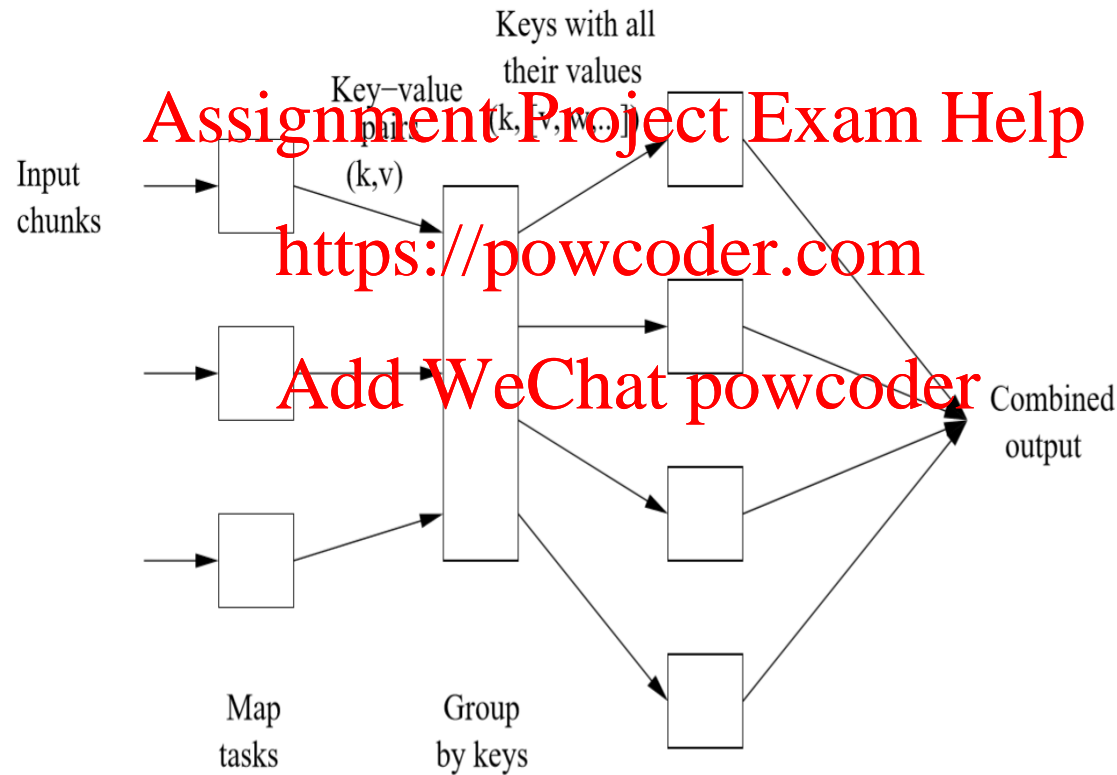 Keys with all
their values
(k, [v, w,...])
Key−value
pairs
(k,v)
Assignment Project Exam Help
Input
chunks
https://powcoder.com
Add WeChat powcoder
Combined
output
Map
tasks
Group
by keys